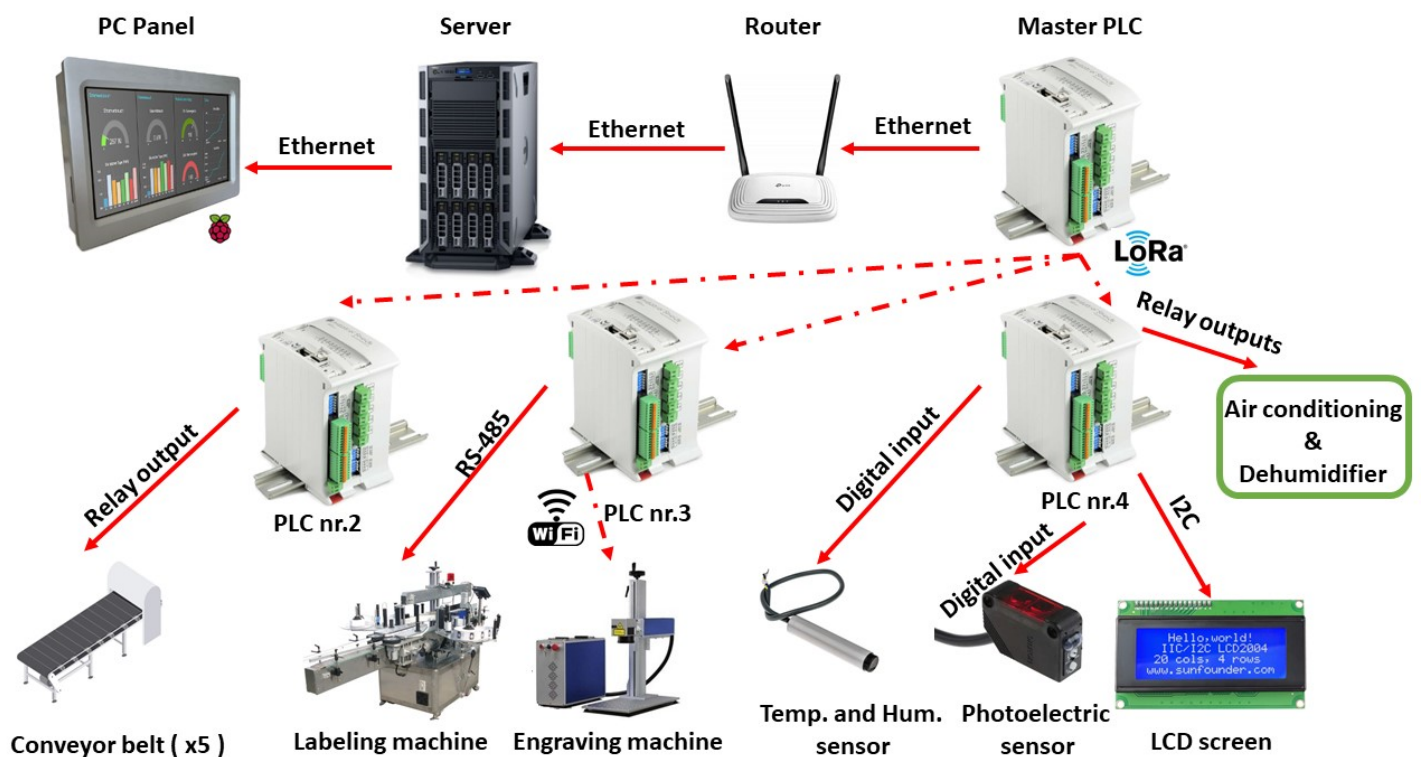 PC Panel
Server
Router
Master PLC
Ethernet
Ethernet
Ethernet
LoRa
Relay outputs
Air conditioning
&
Dehumidifier
Relay output
RS-485
Digital input
I2C
PLC nr.2
WiFi
PLC nr.3
PLC nr.4
Digital input
Hello,world!
IIC/I2C LCD2004
20 cols, 4 rows
www.sunfounder.com
Conveyor belt ( x5 )
Labeling machine
Engraving machine
Temp. and Hum.
sensor
Photoelectric
sensor
LCD screen